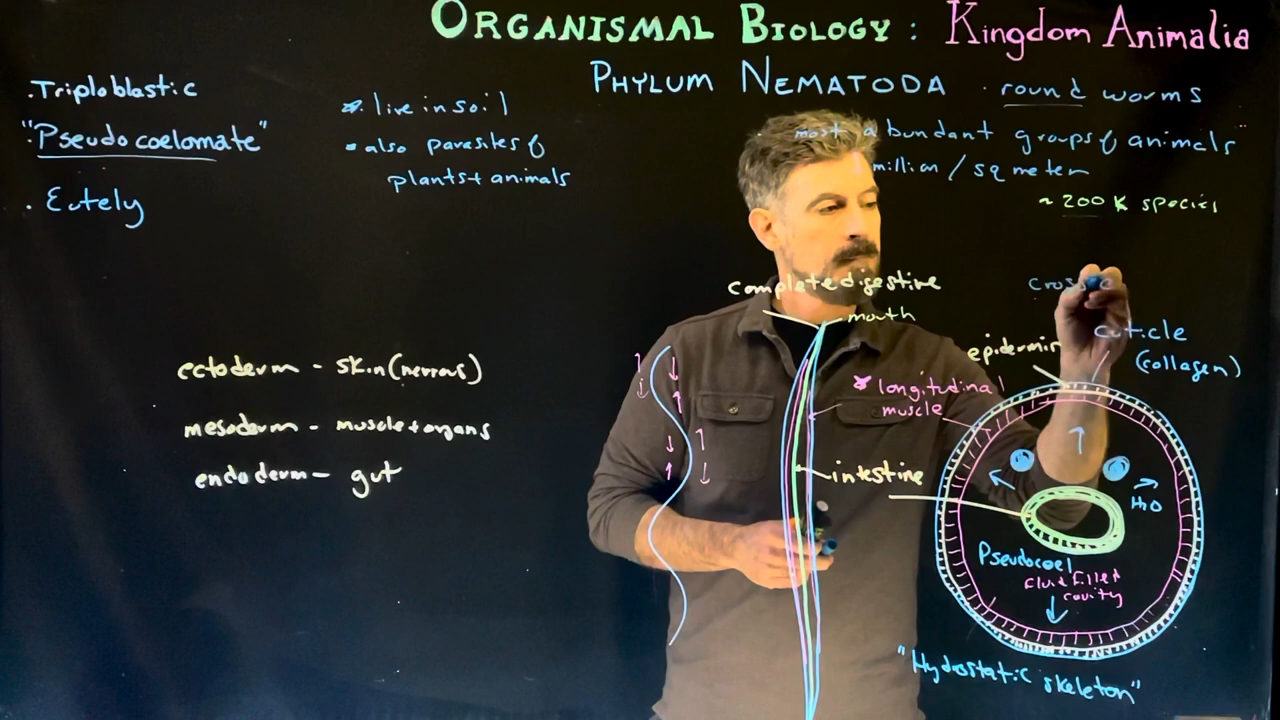 ORGANISMAL BIOLOGY : Kingdom Animalia
PHYLUM NEMATODA · round worms
· Triploblastic
"Pseudocoelomate"
· Eutely
live in soil
also parasites of
plants + animals
· most abundant groups of animals
million / sq meter
~ 200 K species
complete digestive
mouth
cross
cuticle
(collagen)
epidermis
longitudinal
muscle
intestine
ectoderm - skin (nervous)
mesoderm - muscle + organs
endoderm - gut
H2O
Pseudocoel
fluid filled
cavity
"Hydrostatic skeleton"